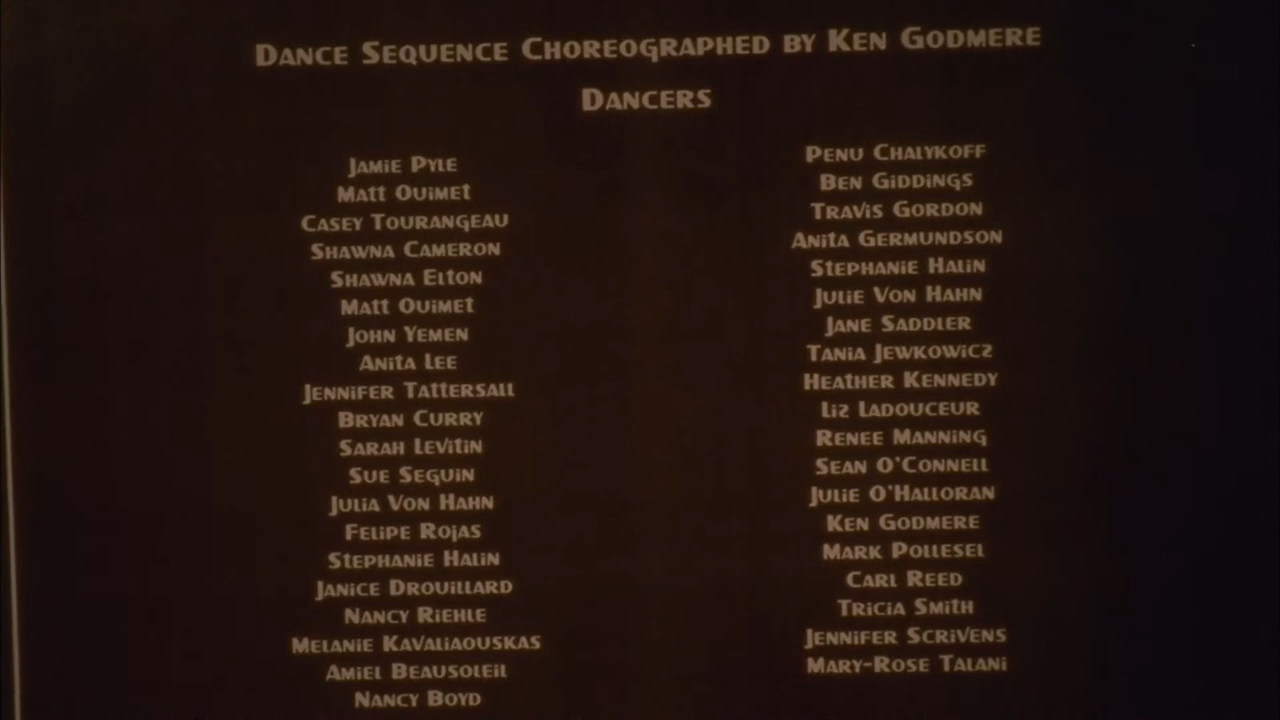 Dance Sequence Choreographed by Ken Godmere
Dancers
Jamie Pyle
Matt Ouimet
Casey Tourangeau
Shawna Cameron
Shawna Elton
Matt Ouimet
John Yemen
Anita Lee
Jennifer Tattersall
Bryan Curry
Sarah Levitin
Sue Seguin
Julia Von Hahn
Felipe Rojas
Stephanie Halin
Janice Drouillard
Nancy Riehle
Melanie Kavaliaouskas
Amiel Beausoleil
Nancy Boyd
Penu Chalykoff
Ben Giddings
Travis Gordon
Anita Germundson
Stephanie Halin
Julie Von Hahn
Jane Saddler
Tania Jewkowicz
Heather Kennedy
Liz Ladouceur
Renee Manning
Sean O'Connell
Julie O'Halloran
Ken Godmere
Mark Pollesel
Carl Reed
Tricia Smith
Jennifer Scrivens
Mary-Rose Talani